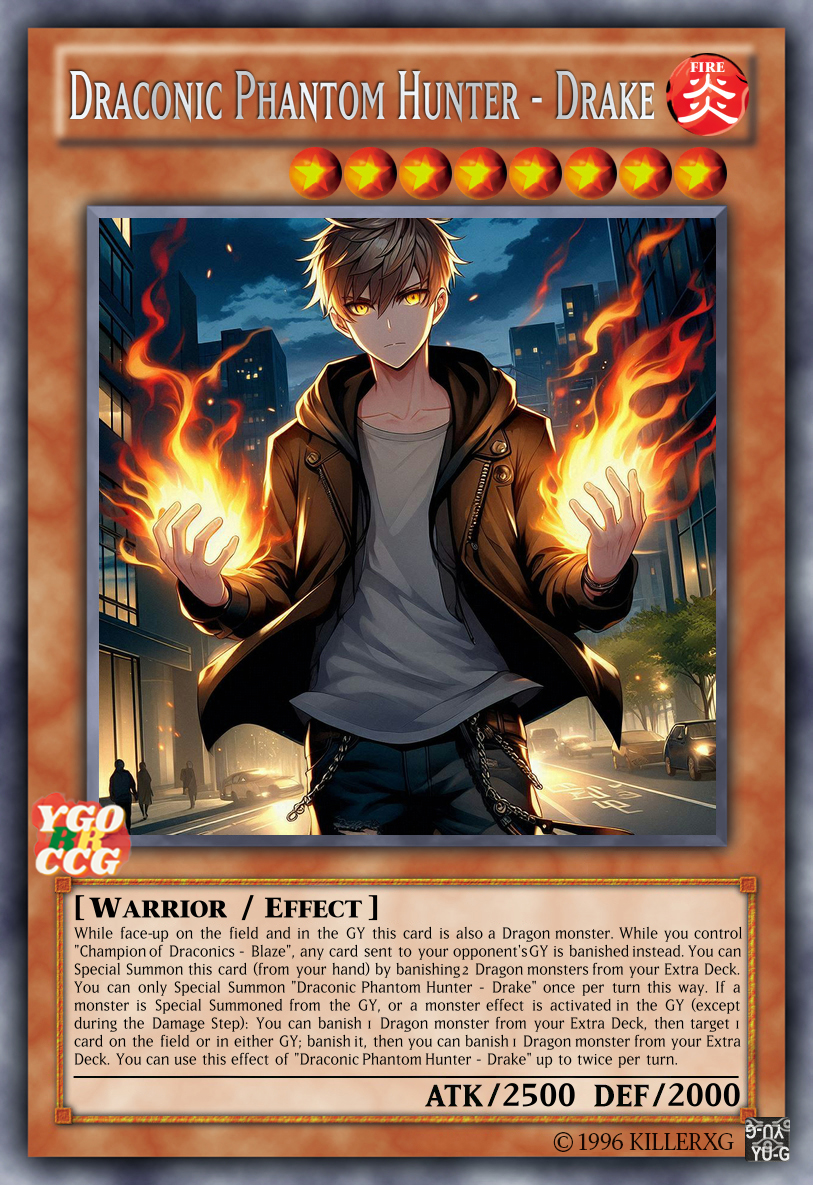 Draconic Phantom Hunter - Drake
FIRE
炎
YGO
BR
CCG
[ Warrior / Effect ]
While face-up on the field and in the GY this card is also a Dragon monster. While you control
"Champion of Draconics - Blaze", any card sent to your opponent's GY is banished instead. You can
Special Summon this card (from your hand) by banishing 2 Dragon monsters from your Extra Deck.
You can only Special Summon "Draconic Phantom Hunter - Drake" once per turn this way. If a
monster is Special Summoned from the GY, or a monster effect is activated in the GY (except
during the Damage Step): You can banish 1 Dragon monster from your Extra Deck, then target 1
card on the field or in either GY; banish it, then you can banish 1 Dragon monster from your Extra
Deck. You can use this effect of "Draconic Phantom Hunter - Drake" up to twice per turn.
ATK/2500 DEF/2000
© 1996 KILLERXG
YU-G
YU-G